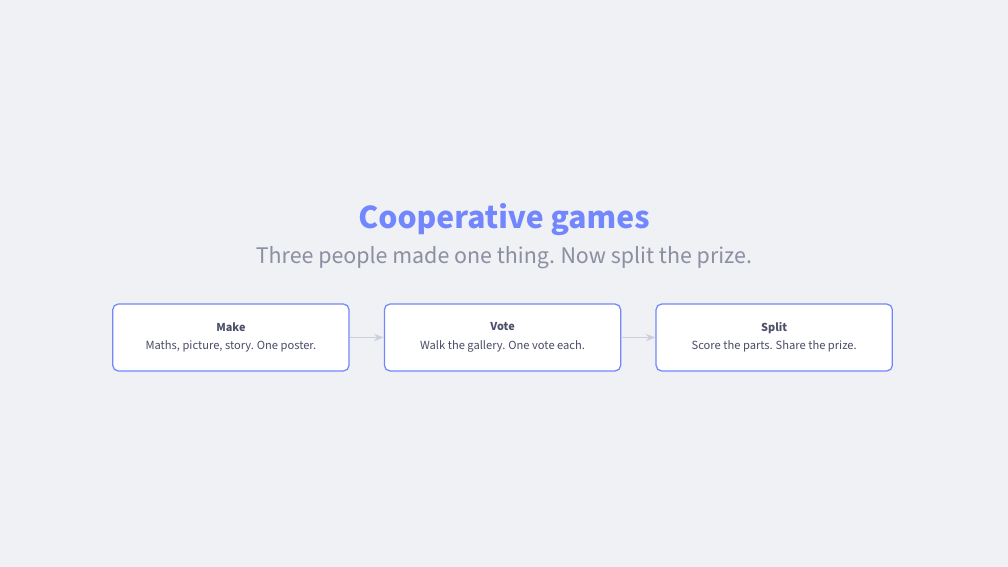 Cooperative games
Three people made one thing. Now split the prize.
Make
Maths, picture, story. One poster.
Vote
Walk the gallery. One vote each.
Split
Score the parts. Share the prize.